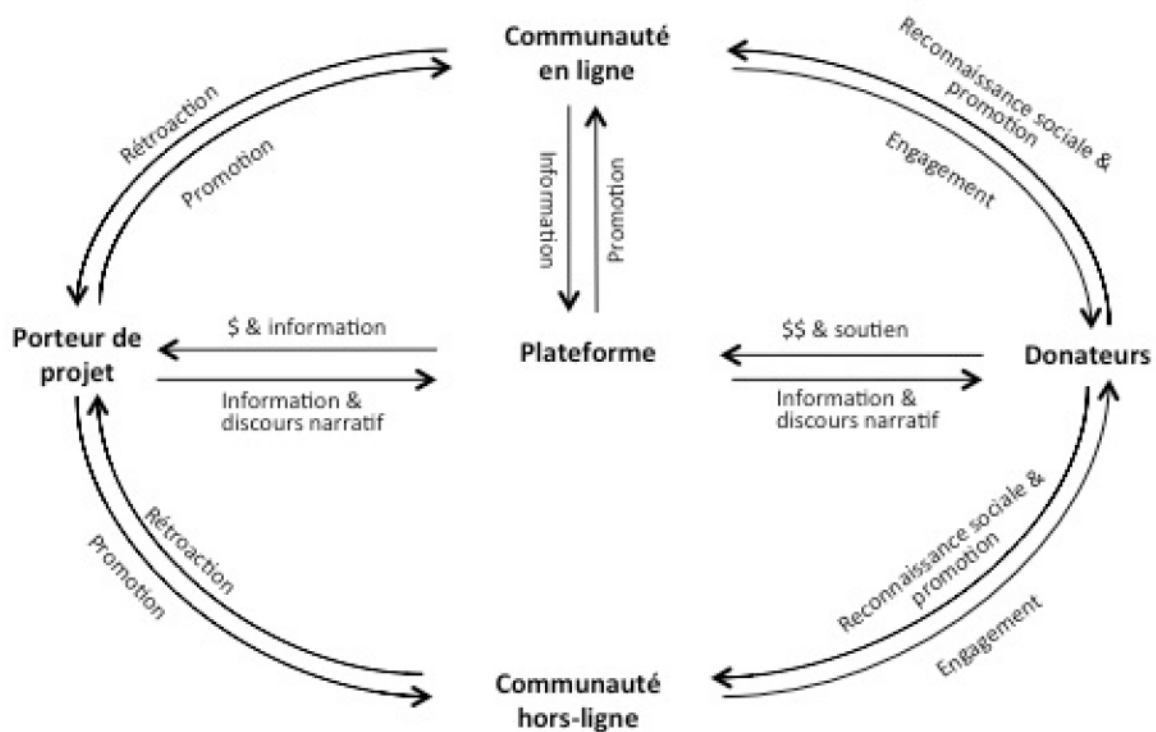 Communauté
en ligne
Rétroaction
Promotion
Information
Promotion
Reconnaissance sociale &
promotion
Engagement
Porteur de
projet
$ & information
Information &
discours narratif
Plateforme
$$ & soutien
Information &
discours narratif
Donateurs
Rétroaction
Promotion
Reconnaissance sociale &
promotion
Engagement
Communauté
hors-ligne